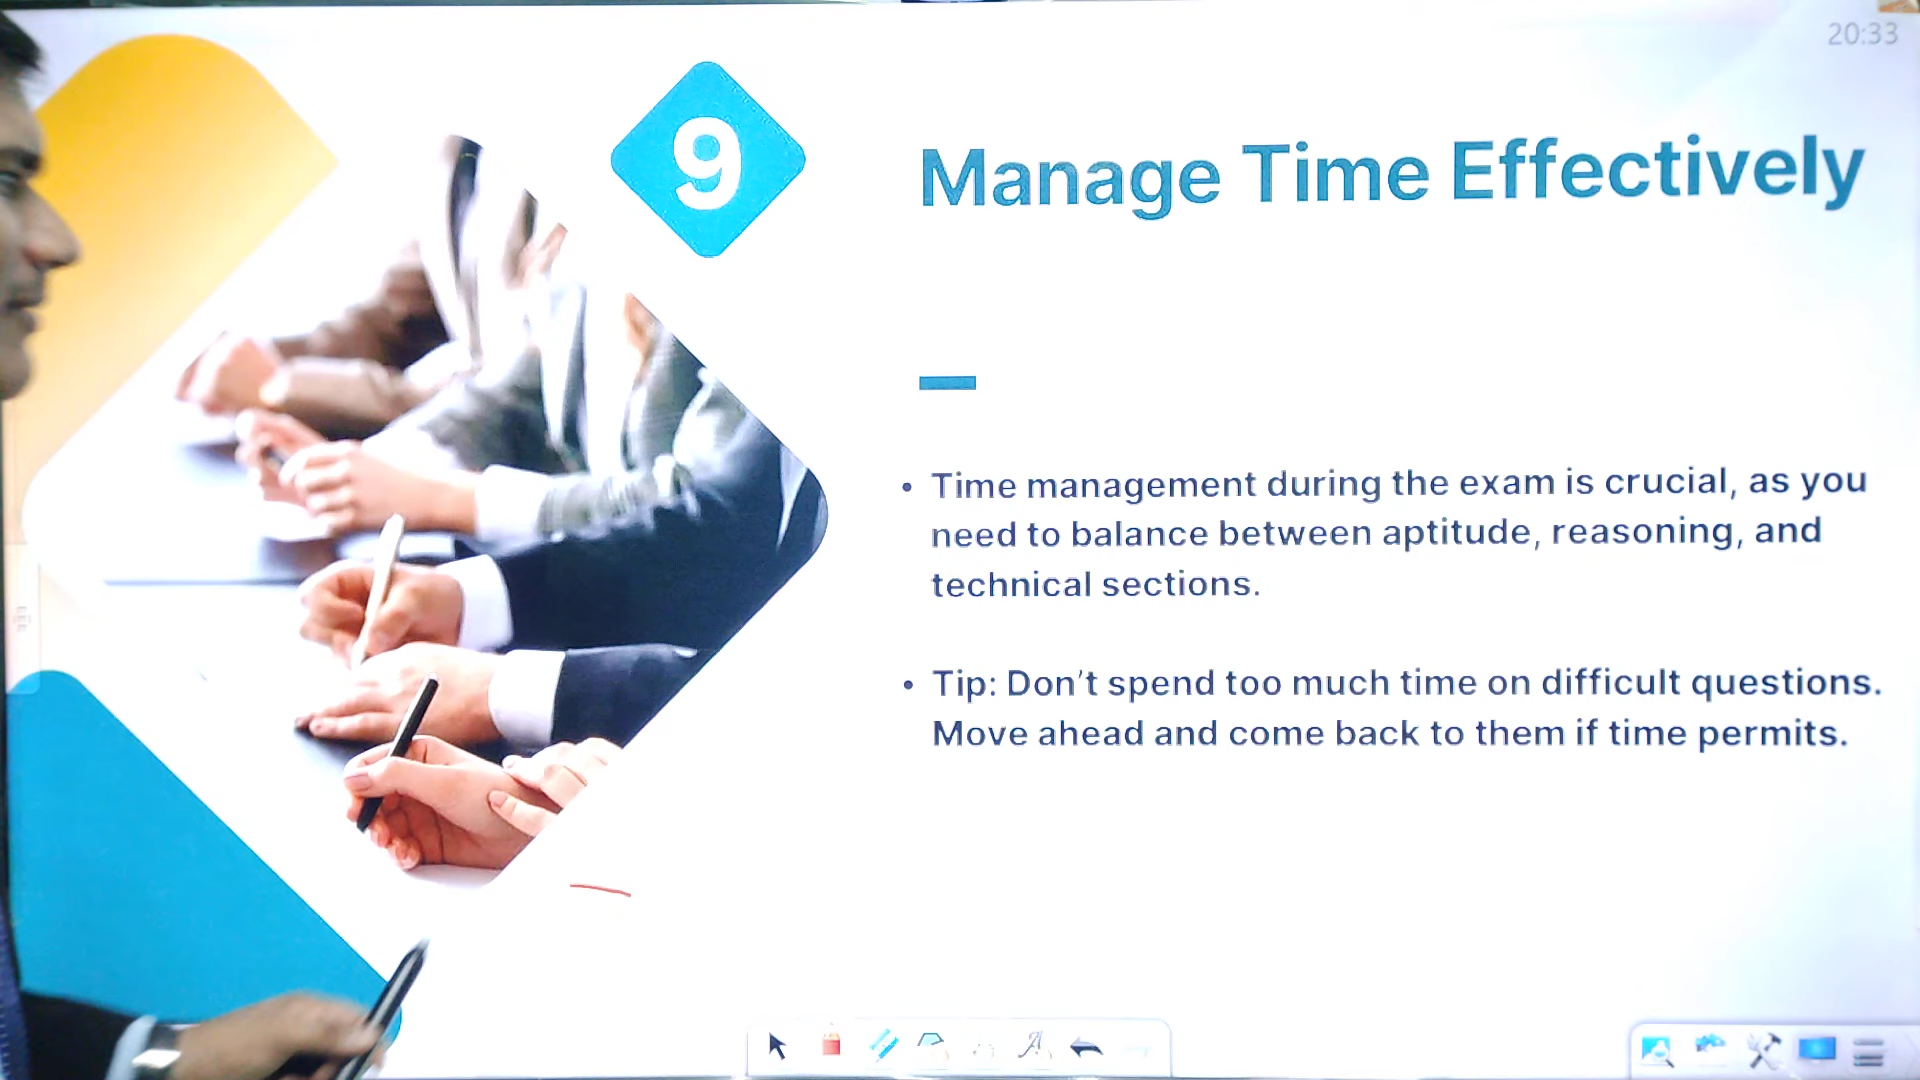 20:33
9
Manage Time Effectively
• Time management during the exam is crucial, as you
need to balance between aptitude, reasoning, and
technical sections.
• Tip: Don't spend too much time on difficult questions.
Move ahead and come back to them if time permits.